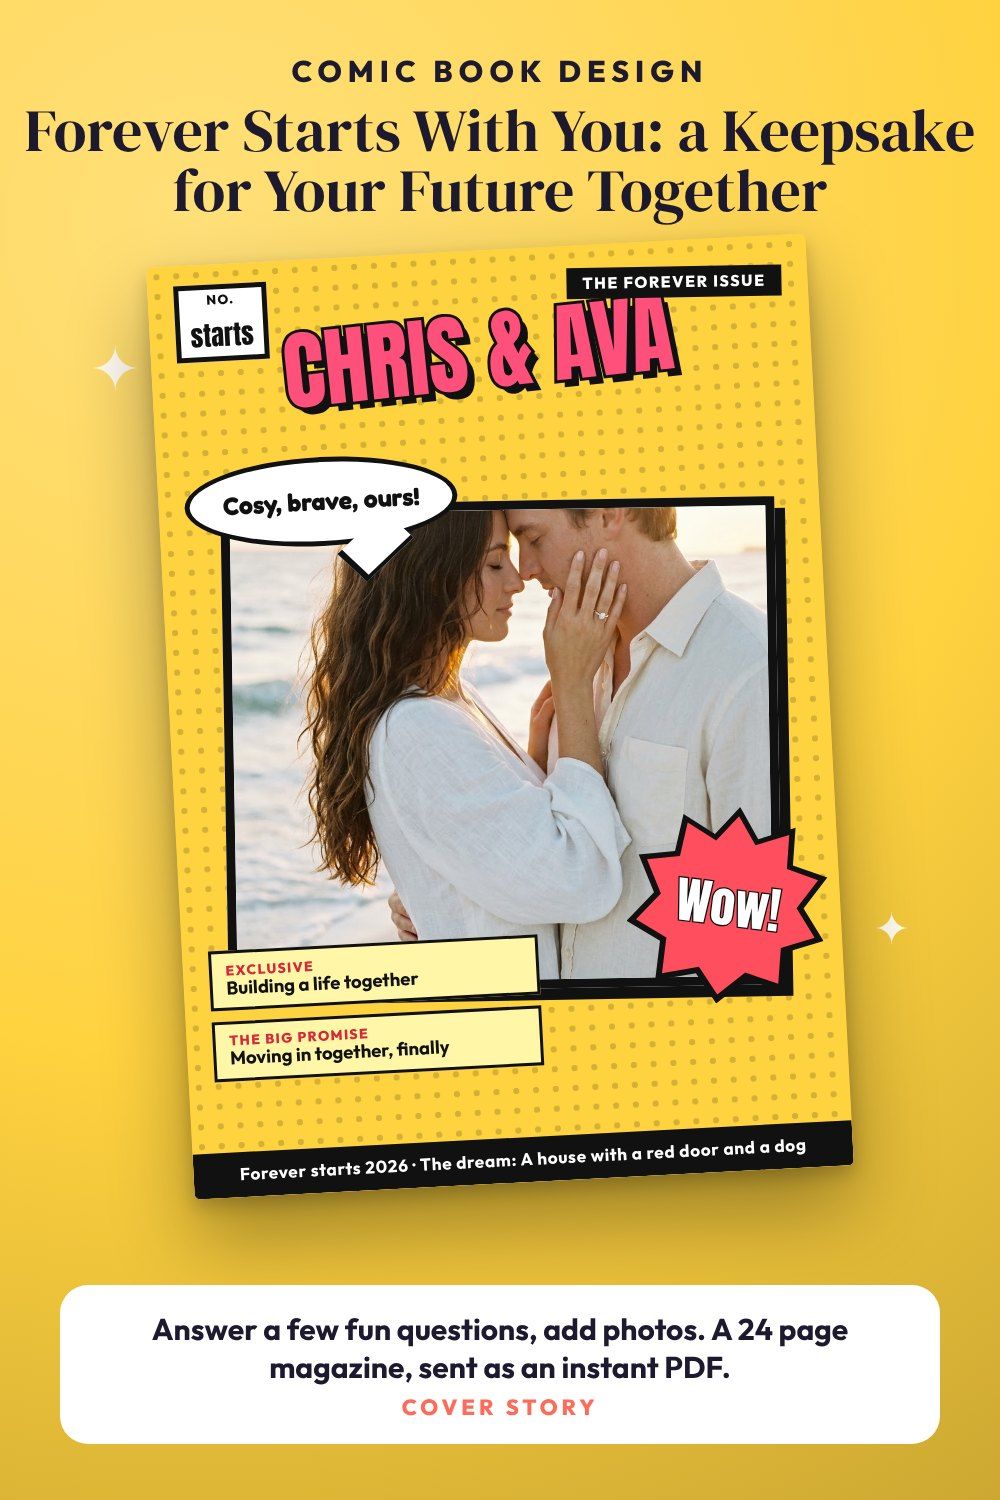 COMIC BOOK DESIGN
Forever Starts With You: a Keepsake
for Your Future Together
THE FOREVER ISSUE
NO.
starts
CHRIS & AVA
Cosy, brave, ours!
Wow!
EXCLUSIVE
Building a life together
THE BIG PROMISE
Moving in together, finally
Forever starts 2026 · The dream: A house with a red door and a dog
Answer a few fun questions, add photos. A 24 page
magazine, sent as an instant PDF.
COVER STORY